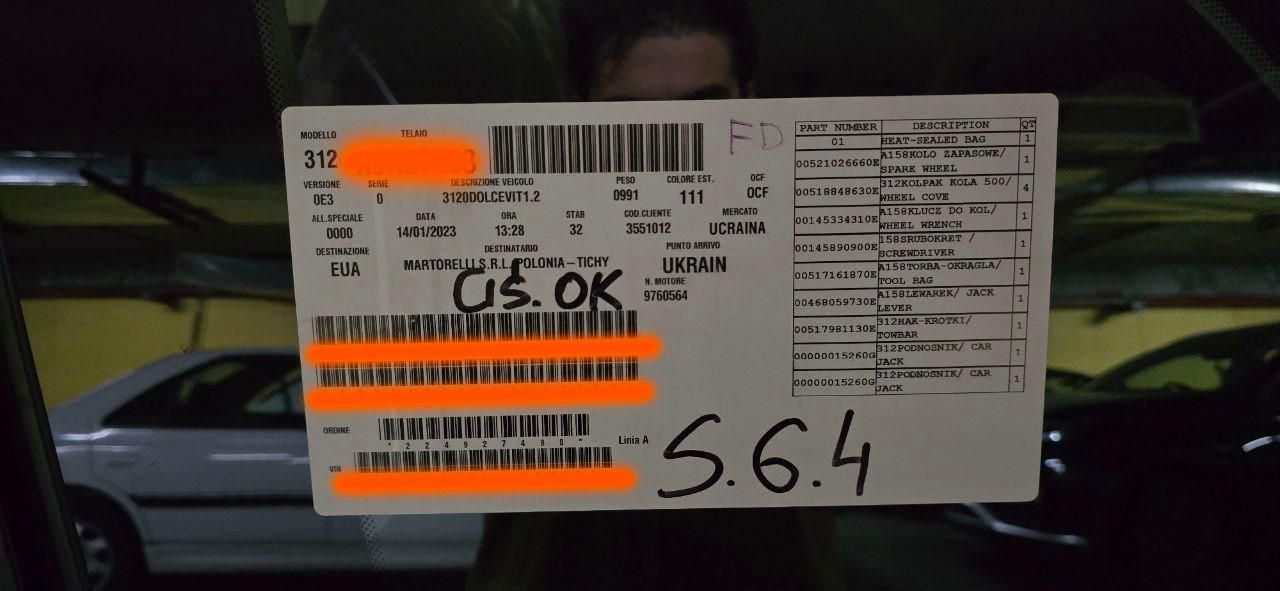 MODELLO TELAIO
312
VERSIONE SERIE DESCRIZIONE VEICOLO PESO COLORE EST. OCF
0E3 0 3120DOLCEVIT1.2 0991 111 OCF
ALL.SPECIALE DATA ORA STAB COD.CLIENTE MERCATO
0000 14/01/2023 13:28 32 3551012 UCRAINA
DESTINAZIONE DESTINATARIO PUNTO ARRIVO
EUA MARTORELLI S.R.L. POLONIA-TICHY UKRAIN
N. MOTORE
9760564
OK
ORDINE
* 2 2 4 9 2 7 4 8 8 * Linia A
VIN
FD
S.6.4
PART NUMBER DESCRIPTION QT
01 HEAT-SEALED BAG 1
00521026660E A158KOLO ZAPASOWE/ 1
SPARE WHEEL
00518848630E 312KOLPAK KOLA 500/ 4
WHEEL COVE
00145334310E A158KLUCZ DO KOL/ 1
WHEEL WRENCH
00145890900E 158SRUBOKRET / 1
SCREWDRIVER
00517161870E A158TORBA-OKRAGLA/ 1
TOOL BAG
00468059730E A158LEWAREK/ JACK 1
LEVER
00517981130E 312HAK-KROTKI/ 1
TOWBAR
00000015260G 312PODNOSNIK/ CAR 1
JACK
00000015260G 312PODNOSNIK/ CAR 1
JACK